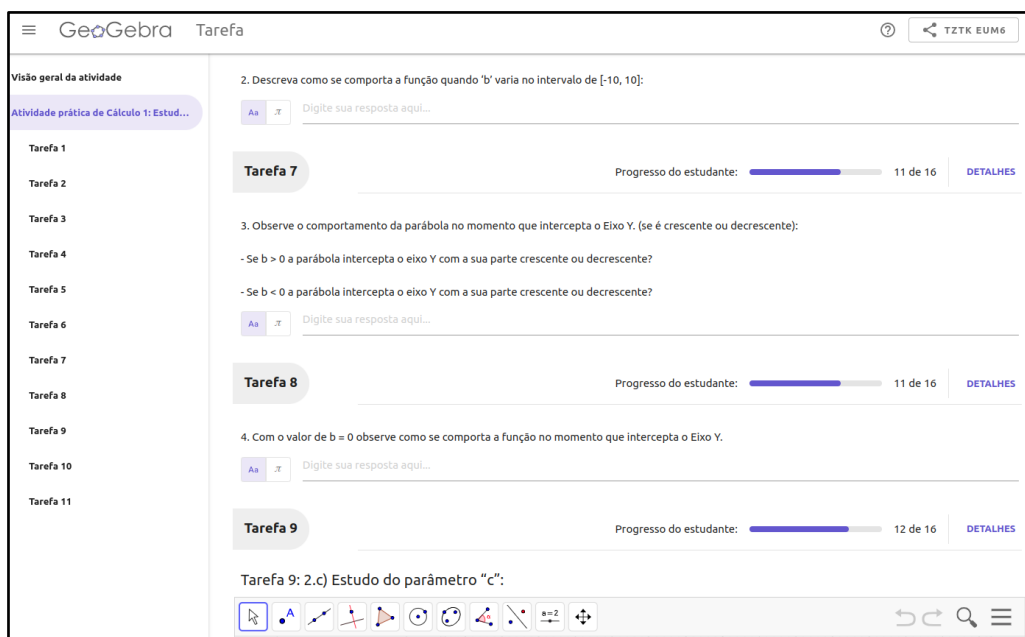 GeoGebra Tarefa
TZTK EUM6
Visão geral da atividade
Atividade prática de Cálculo 1: Estud...
Tarefa 1
Tarefa 2
Tarefa 3
Tarefa 4
Tarefa 5
Tarefa 6
Tarefa 7
Tarefa 8
Tarefa 9
Tarefa 10
Tarefa 11
2. Descreva como se comporta a função quando ‘b’ varia no intervalo de [-10, 10]:
Aa π Digite sua resposta aqui...
Tarefa 7 Progresso do estudante: 11 de 16 DETALHES
3. Observe o comportamento da parábola no momento que intercepta o Eixo Y. (se é crescente ou decrescente):
- Se b > 0 a parábola intercepta o eixo Y com a sua parte crescente ou decrescente?
- Se b < 0 a parábola intercepta o eixo Y com a sua parte crescente ou decrescente?
Aa π Digite sua resposta aqui...
Tarefa 8 Progresso do estudante: 11 de 16 DETALHES
4. Com o valor de b = 0 observe como se comporta a função no momento que intercepta o Eixo Y.
Aa π Digite sua resposta aqui...
Tarefa 9 Progresso do estudante: 12 de 16 DETALHES
Tarefa 9: 2.c) Estudo do parâmetro “c”:
A a=2